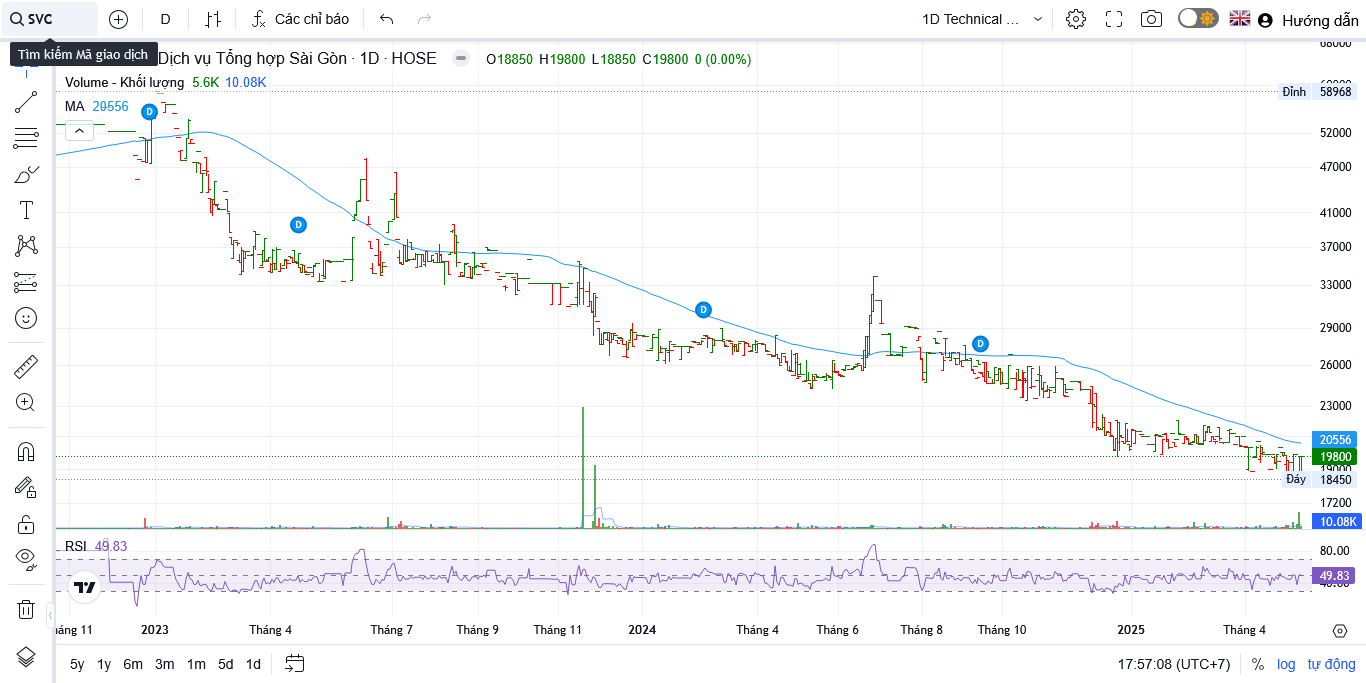 SVC D Các chỉ báo 1D Technical ... Hướng dẫn
Tìm kiếm Mã giao dịch
Dịch vụ Tổng hợp Sài Gòn · 1D · HOSE O18850 H19800 L18850 C19800 0 (0.00%)
Volume - Khối lượng 5.6K 10.08K
MA 20556
D
D
D
D
68000
Đỉnh 58968
52000
47000
41000
37000
33000
29000
26000
23000
20556
19800
19000
Đáy 18450
17200
10.08K
RSI 49.83
80.00
49.83
40.00
háng 11 2023 Tháng 4 Tháng 7 Tháng 9 Tháng 11 2024 Tháng 4 Tháng 6 Tháng 8 Tháng 10 2025 Tháng 4
5y 1y 6m 3m 1m 5d 1d 17:57:08 (UTC+7) % log tự động